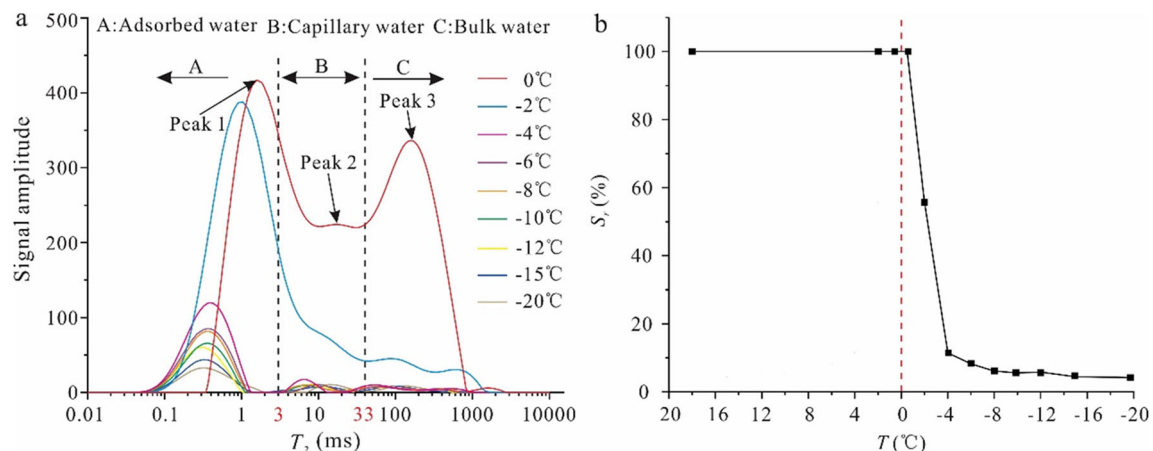 a
A:Adsorbed water B:Capillary water C:Bulk water
A
B
C
Peak 1
Peak 2
Peak 3
0℃
-2℃
-4℃
-6℃
-8℃
-10℃
-12℃
-15℃
-20℃
Signal amplitude
500
400
300
200
100
0
0.01 0.1 1 3 10 33 100 1000 10000
T₂ (ms)
b
Sᵣ (%)
100
80
60
40
20
0
20 16 12 8 4 0 -4 -8 -12 -16 -20
T (℃)